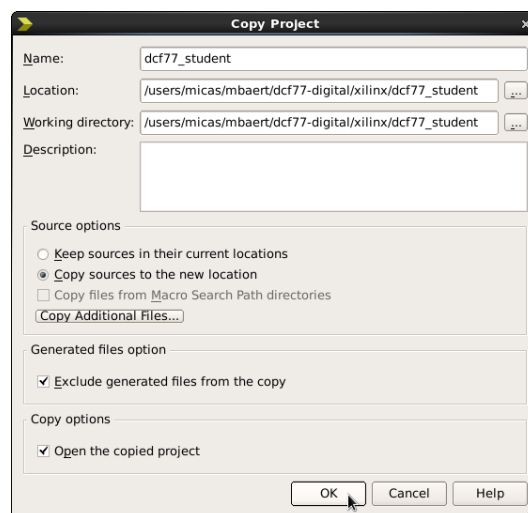 Copy Project
Name: dcf77_student
Location: /users/micas/mbaert/dcf77-digital/xilinx/dcf77_student ...
Working directory: /users/micas/mbaert/dcf77-digital/xilinx/dcf77_student ...
Description:
Source options
Keep sources in their current locations
Copy sources to the new location
Copy files from Macro Search Path directories
Copy Additional Files...
Generated files option
Exclude generated files from the copy
Copy options
Open the copied project
OK Cancel Help